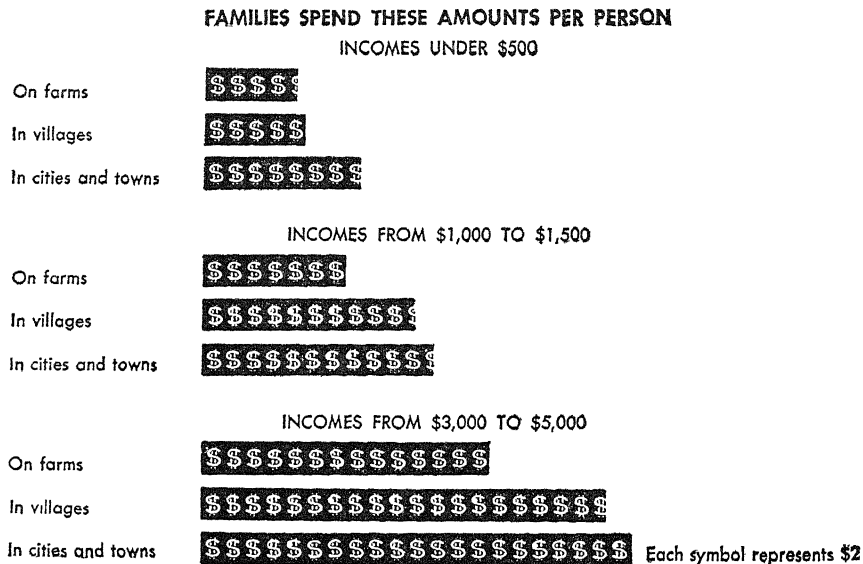 FAMILIES SPEND THESE AMOUNTS PER PERSON
INCOMES UNDER $500
On farms $$$$$
In villages $$$$$
In cities and towns $$$$$$$$
INCOMES FROM $1,000 TO $1,500
On farms $$$$$$$
In villages $$$$$$$$$$$
In cities and towns $$$$$$$$$$$$
INCOMES FROM $3,000 TO $5,000
On farms $$$$$$$$$$$$$$
In villages $$$$$$$$$$$$$$$$$$$$
In cities and towns $$$$$$$$$$$$$$$$$$$$$ Each symbol represents $2